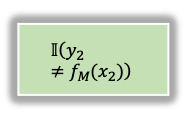 𝕀(𝑦₂
≠ 𝑓_𝑀(𝑥₂))